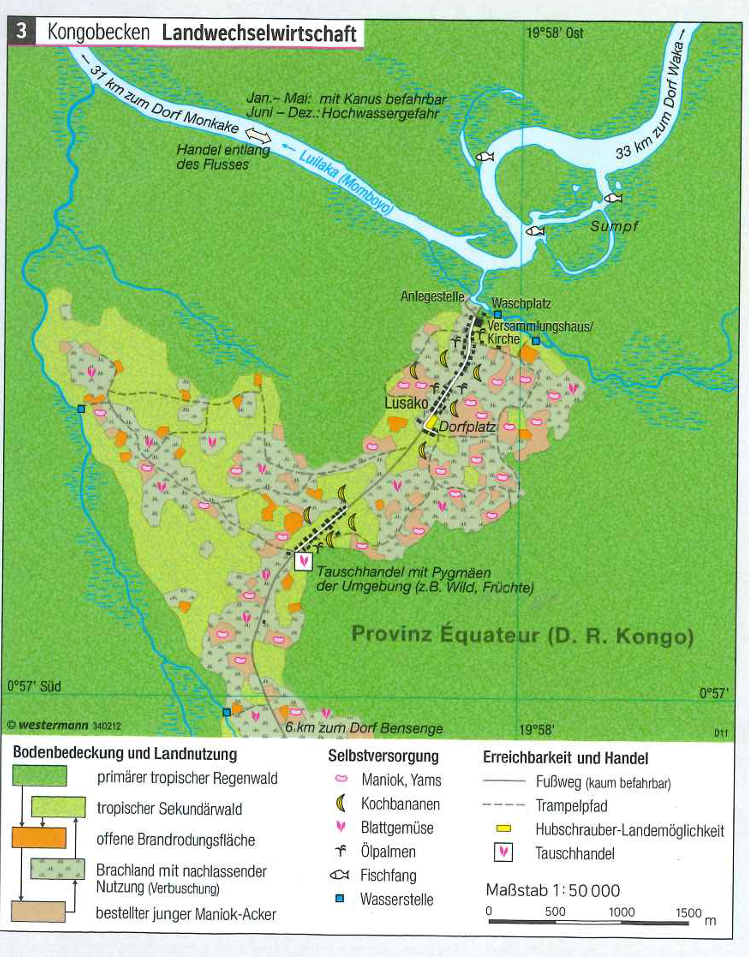 3 Kongobecken Landwechselwirtschaft
19°58' Ost
← 31 km zum Dorf Monkake
Jan.– Mai: mit Kanus befahrbar
Juni – Dez.: Hochwassergefahr
33 km zum Dorf Waka →
Handel entlang
des Flusses
← Luilaka (Momboyo)
Sumpf
Anlegestelle
Waschplatz
Versammlungshaus/
Kirche
Lusako
Dorfplatz
Tauschhandel mit Pygmäen
der Umgebung (z.B. Wild, Früchte)
Provinz Équateur (D. R. Kongo)
0°57' Süd
0°57'
© westermann 340212
6 km zum Dorf Bensenge
19°58'
D11
Bodenbedeckung und Landnutzung
primärer tropischer Regenwald
tropischer Sekundärwald
offene Brandrodungsfläche
Brachland mit nachlassender
Nutzung (Verbuschung)
bestellter junger Maniok-Acker
Selbstversorgung
Maniok, Yams
Kochbananen
Blattgemüse
Ölpalmen
Fischfang
Wasserstelle
Erreichbarkeit und Handel
Fußweg (kaum befahrbar)
Trampelpfad
Hubschrauber-Landemöglichkeit
Tauschhandel
Maßstab 1:50 000
0 500 1000 1500 m